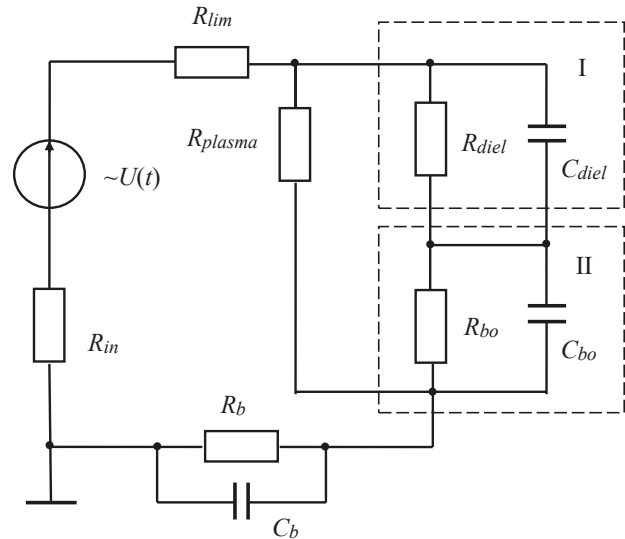 R_lim
I
R_plasma
R_diel
C_diel
~U(t)
II
R_in
R_bo
C_bo
R_b
C_b